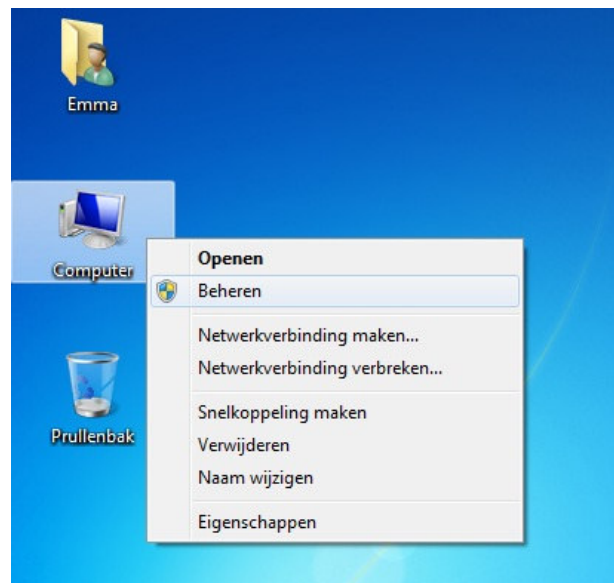 Emma
Computer
Openen
Beheren
Netwerkverbinding maken...
Netwerkverbinding verbreken...
Snelkoppeling maken
Verwijderen
Naam wijzigen
Eigenschappen
Prullenbak